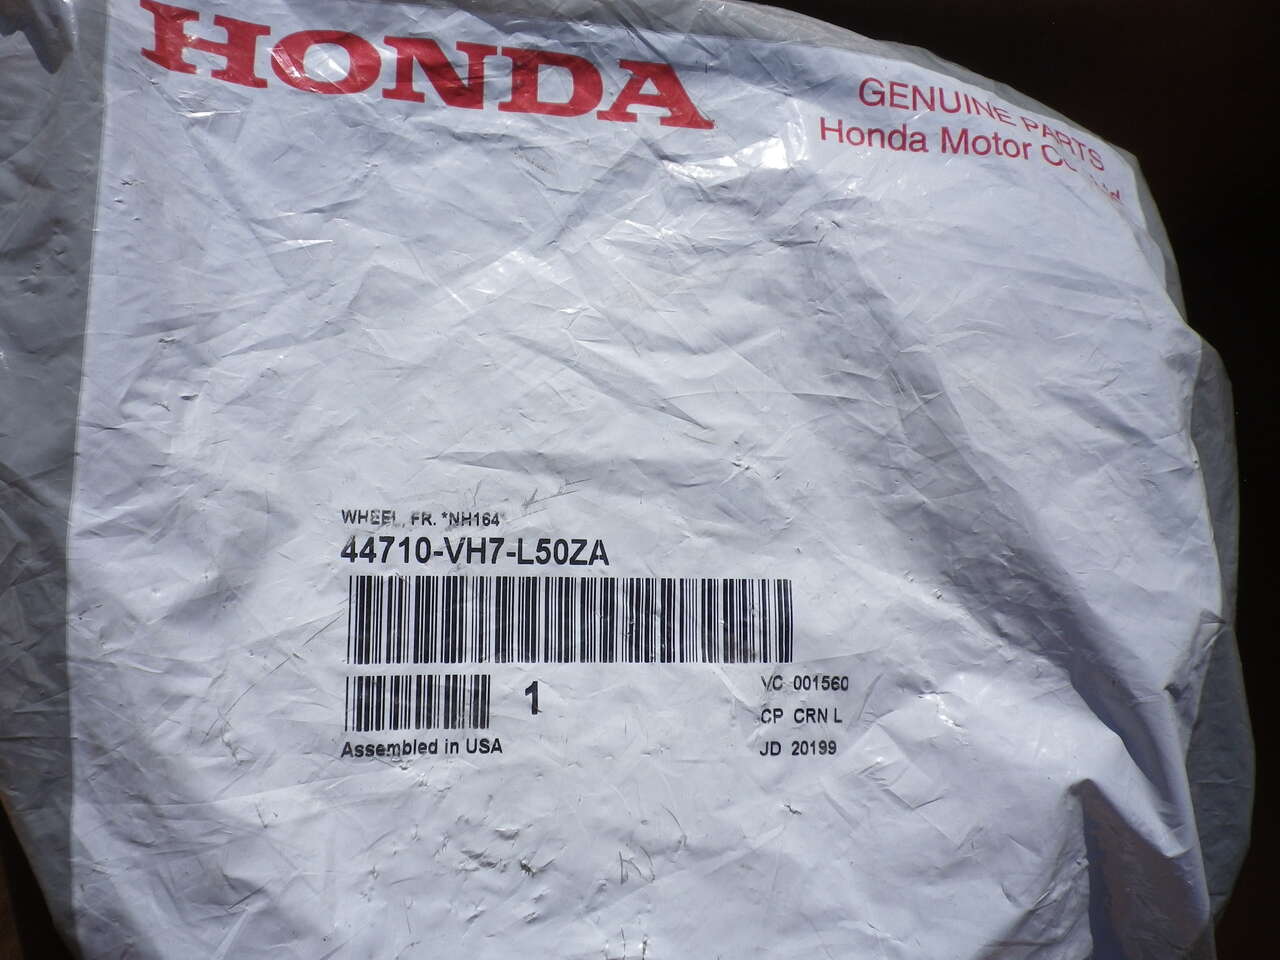 HONDA
GENUINE PARTS
Honda Motor
WHEEL, FR. *NH164*
44710-VH7-L50ZA
1
VC 001560
CP CRN L
Assembled in USA
JD 20199